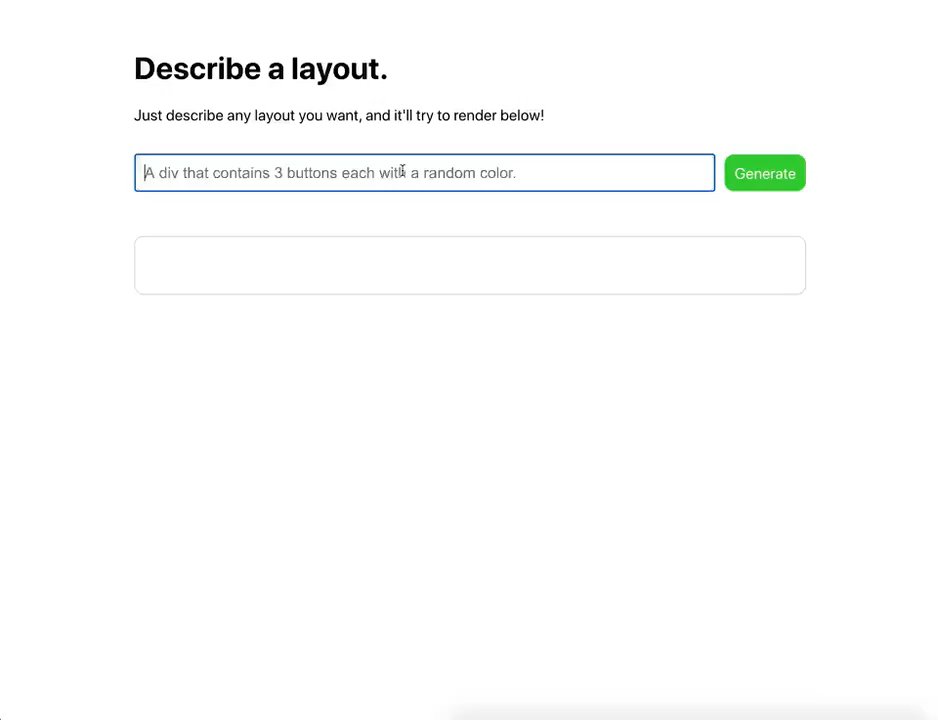 Describe a layout.
Just describe any layout you want, and it'll try to render below!
A div that contains 3 buttons each with a random color.
Generate